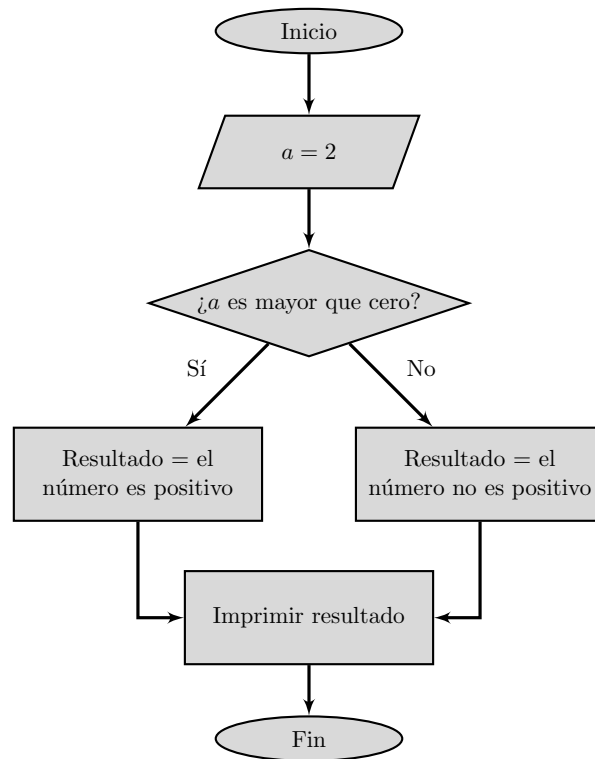 Inicio
a = 2
¿a es mayor que cero?
Sí
No
Resultado = el
número es positivo
Resultado = el
número no es positivo
Imprimir resultado
Fin